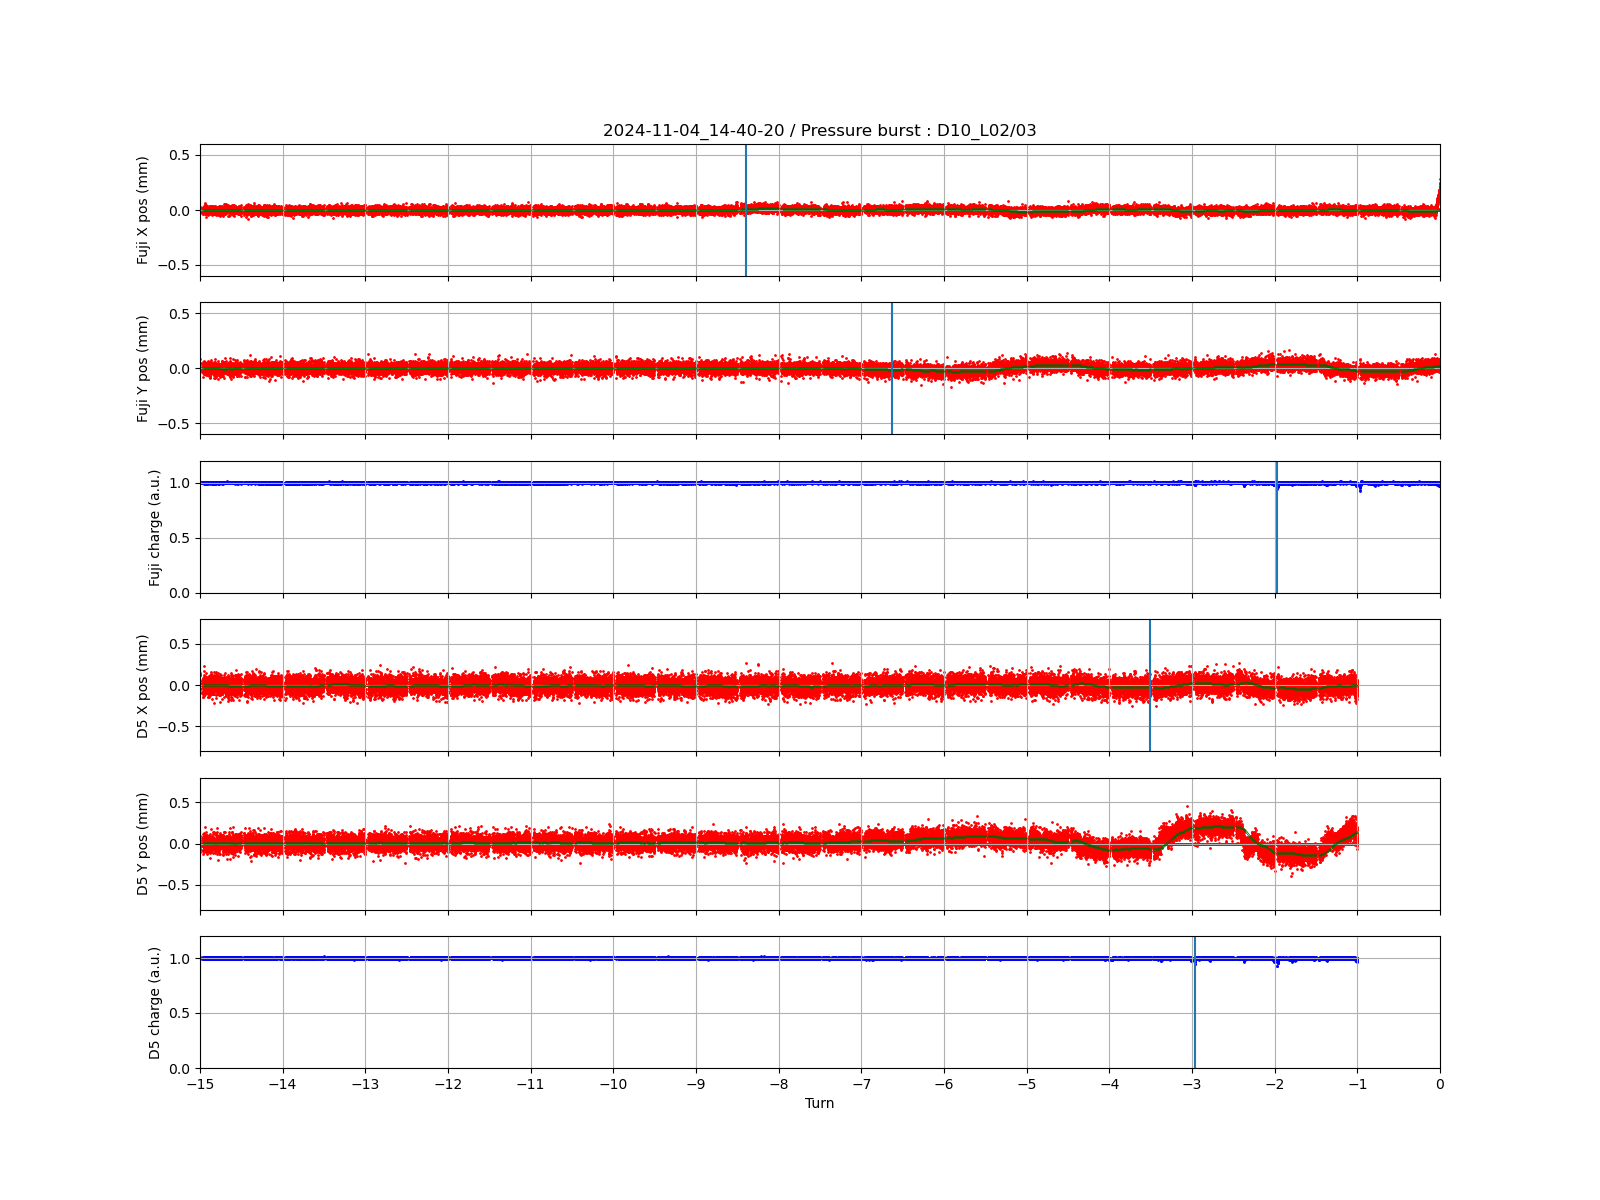 2024-11-04_14-40-20 / Pressure burst : D10_L02/03
Fuji X pos (mm)
0.5
0.0
−0.5
Fuji Y pos (mm)
0.5
0.0
−0.5
Fuji charge (a.u.)
1.0
0.5
0.0
D5 X pos (mm)
0.5
0.0
−0.5
D5 Y pos (mm)
0.5
0.0
−0.5
D5 charge (a.u.)
1.0
0.5
0.0
−15 −14 −13 −12 −11 −10 −9 −8 −7 −6 −5 −4 −3 −2 −1 0
Turn